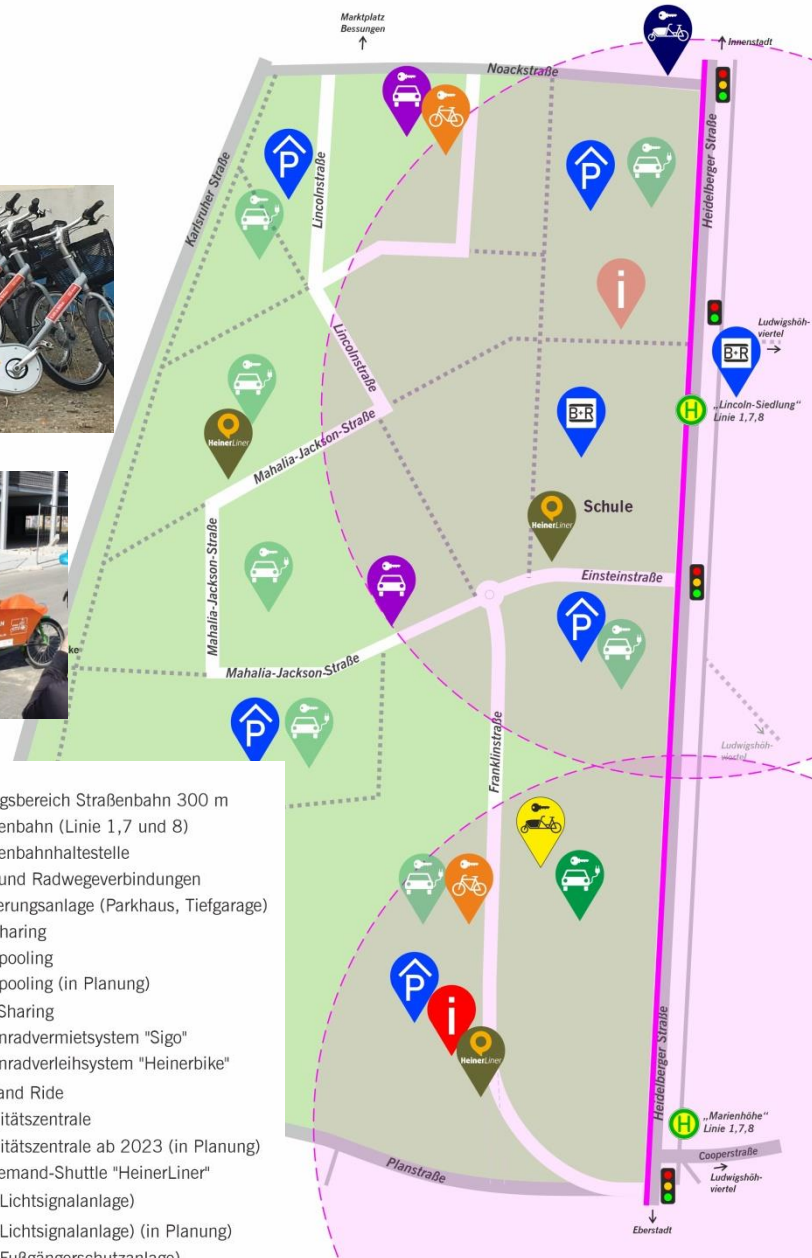 Marktplatz
Bessungen
Innenstadt
Noackstraße
Karlsruher Straße
Lincolnstraße
Heidelberger Straße
P
P
i
Lincolnstraße
Ludwigshöh-
viertel
B+R
B+R
H
„Lincoln-Siedlung“
Linie 1,7,8
HeinerLiner
Mahalia-Jackson-Straße
HeinerLiner
Schule
Mahalia-Jackson-Straße
Einsteinstraße
P
Mahalia-Jackson-Straße
P
Franklinstraße
Ludwigshöh-
viertel
P
i
HeinerLiner
Heidelberger Straße
H
„Marienhöhe“
Linie 1,7,8
Cooperstraße
Ludwigshöh-
viertel
Planstraße
Eberstadt
gsbereich Straßenbahn 300 m
enbahn (Linie 1,7 und 8)
enbahnhaltestelle
und Radwegeverbindungen
erungsanlage (Parkhaus, Tiefgarage)
haring
pooling
pooling (in Planung)
Sharing
nradvermietsystem "Sigo"
nradverleihsystem "Heinerbike"
and Ride
itätszentrale
itätszentrale ab 2023 (in Planung)
emand-Shuttle "HeinerLiner"
Lichtsignalanlage)
Lichtsignalanlage) (in Planung)
Fußgängerschutzanlage)